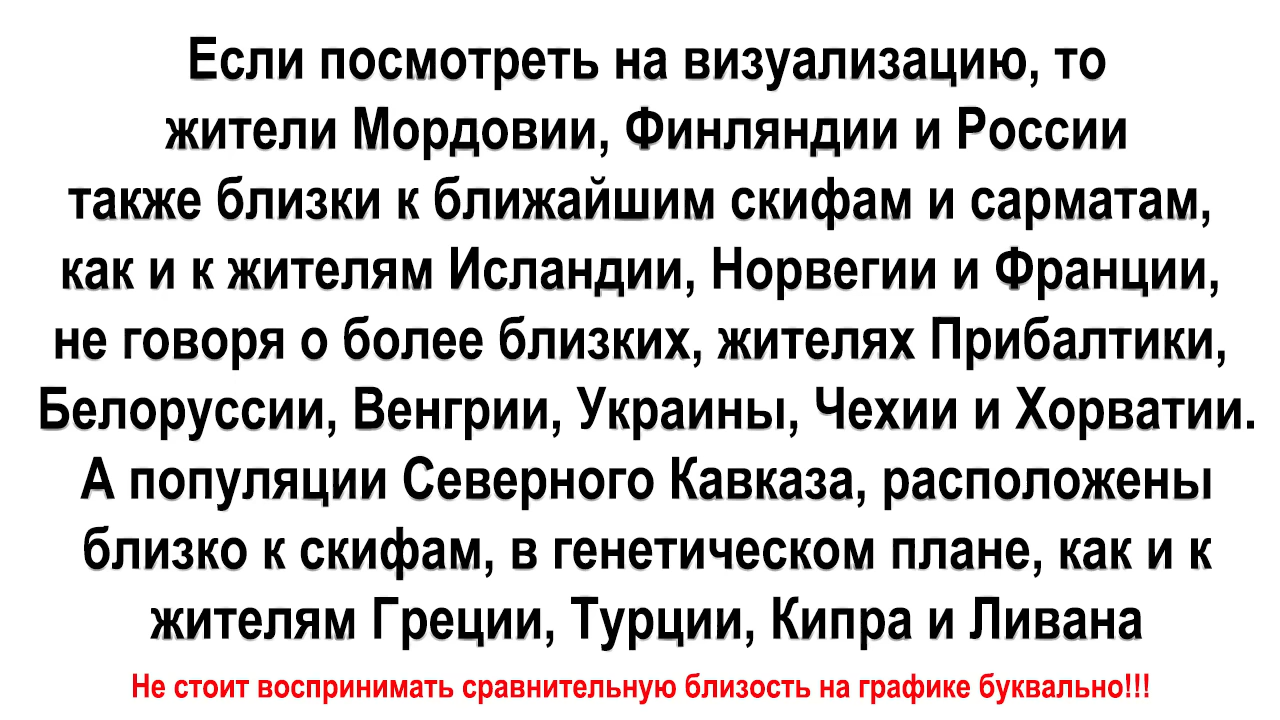 Если посмотреть на визуализацию, то
жители Мордовии, Финляндии и России
также близки к ближайшим скифам и сарматам,
как и к жителям Исландии, Норвегии и Франции,
не говоря о более близких, жителях Прибалтики,
Белоруссии, Венгрии, Украины, Чехии и Хорватии.
А популяции Северного Кавказа, расположены
близко к скифам, в генетическом плане, как и к
жителям Греции, Турции, Кипра и Ливана
Не стоит воспринимать сравнительную близость на графике буквально!!!